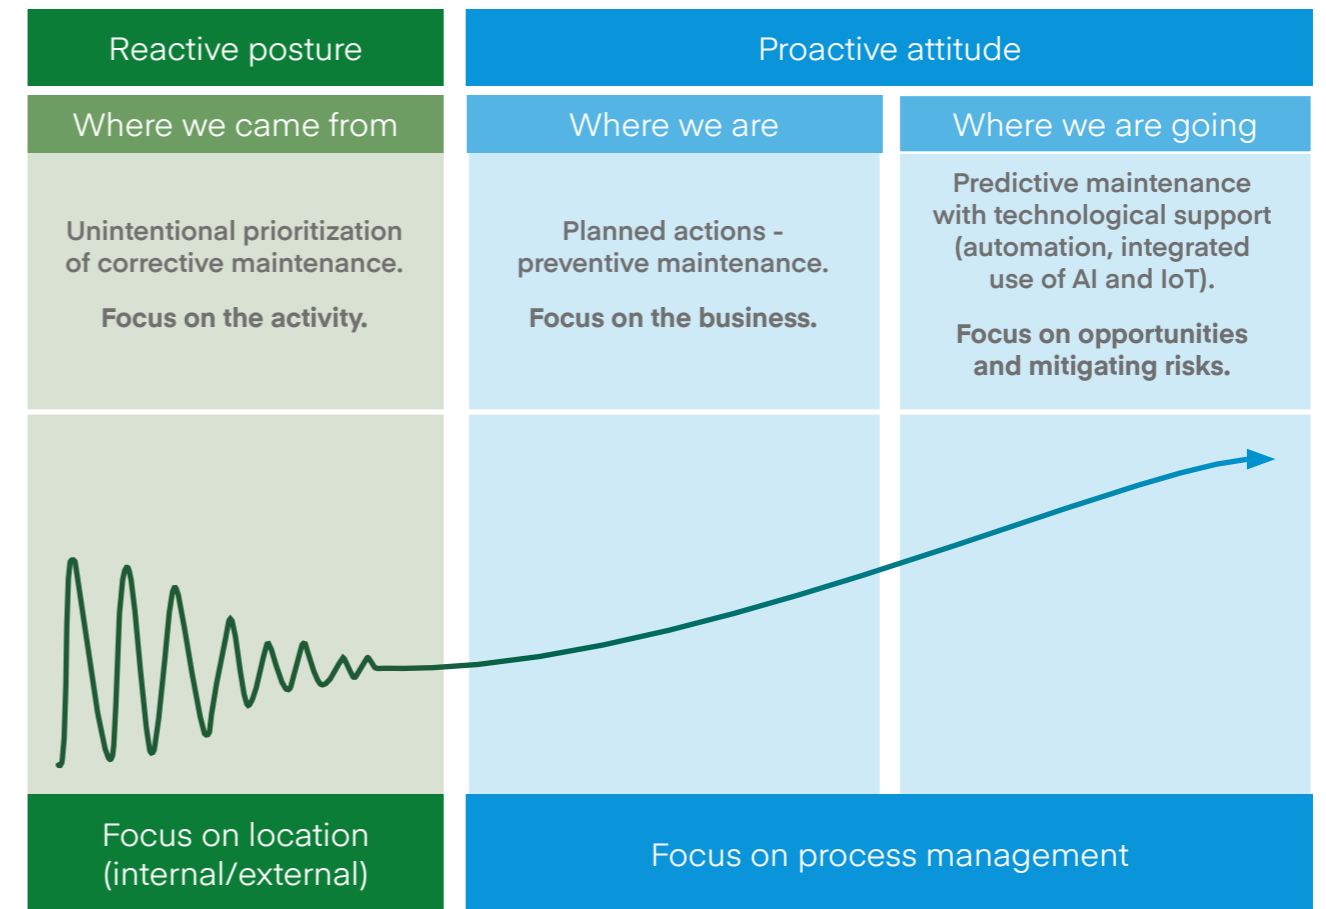 Reactive posture
Proactive attitude
Where we came from
Where we are
Where we are going
Unintentional prioritization
of corrective maintenance.
Focus on the activity.
Planned actions -
preventive maintenance.
Focus on the business.
Predictive maintenance
with technological support
(automation, integrated
use of AI and IoT).
Focus on opportunities
and mitigating risks.
Focus on location
(internal/external)
Focus on process management